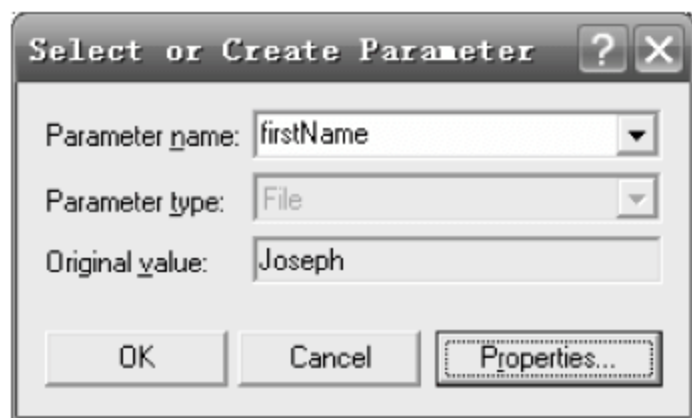 Select or Create Parameter
Parameter name: firstName
Parameter type: File
Original value: Joseph
OK Cancel Properties...